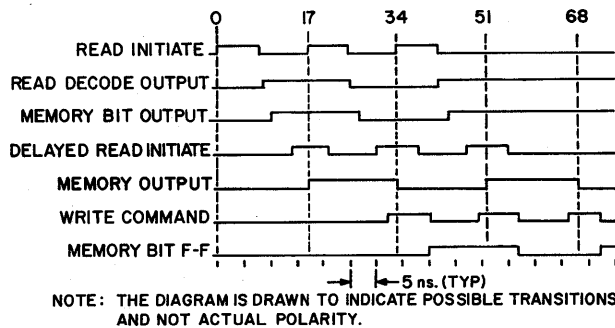 0 17 34 51 68
READ INITIATE
READ DECODE OUTPUT
MEMORY BIT OUTPUT
DELAYED READ INITIATE
MEMORY OUTPUT
WRITE COMMAND
MEMORY BIT F-F
5 ns. (TYP)
NOTE: THE DIAGRAM IS DRAWN TO INDICATE POSSIBLE TRANSITIONS
AND NOT ACTUAL POLARITY.